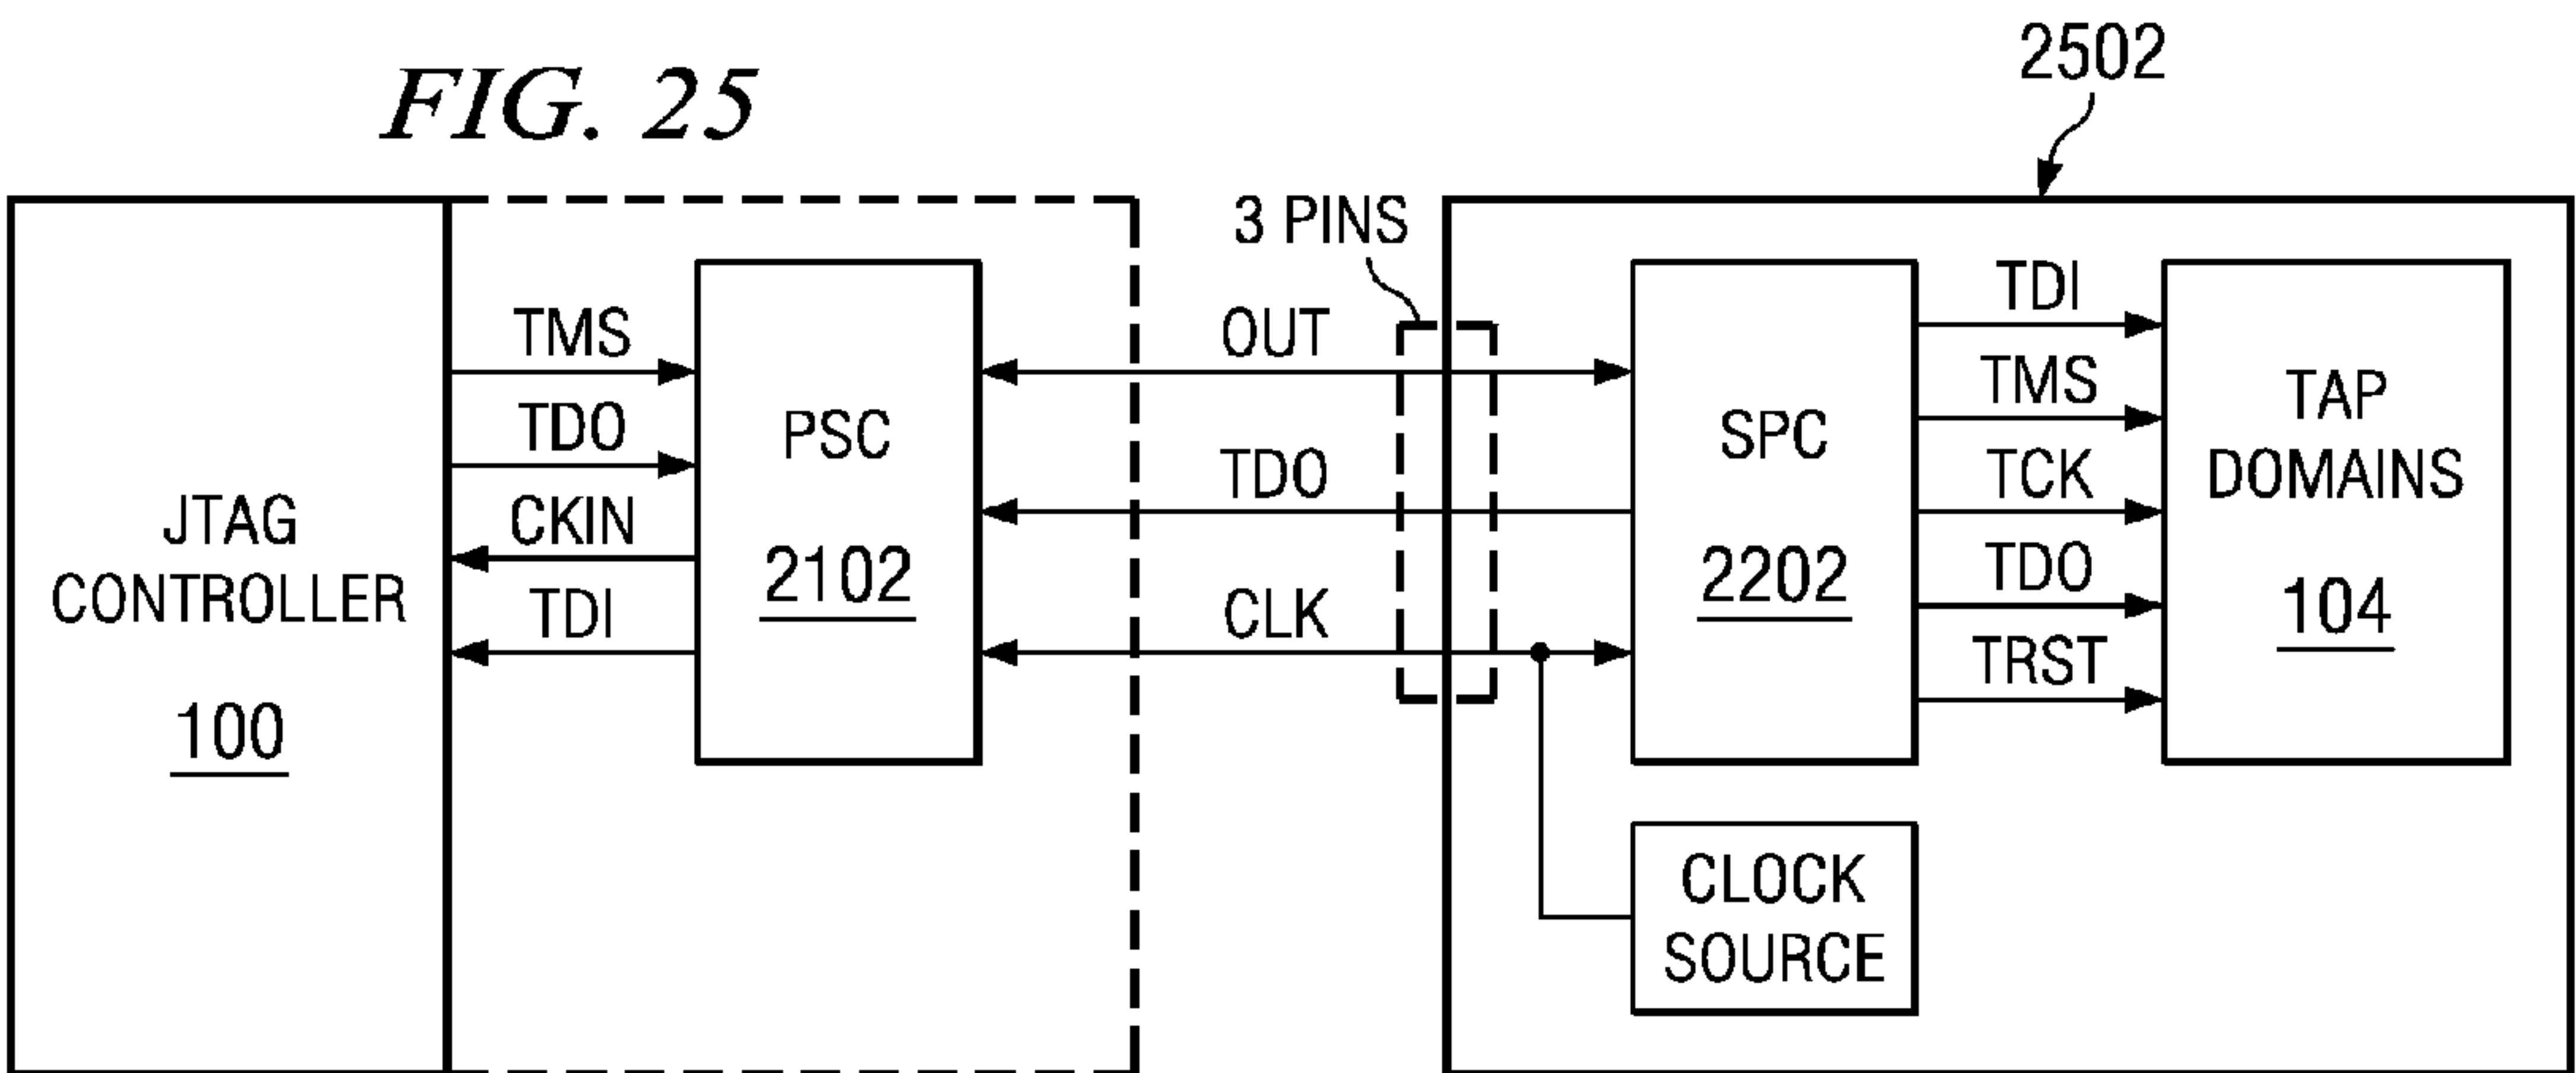 FIG. 25
2502
3 PINS
JTAG
CONTROLLER
100
TMS
TDO
CKIN
TDI
PSC
2102
OUT
TDO
CLK
SPC
2202
TDI
TMS
TCK
TDO
TRST
TAP
DOMAINS
104
CLOCK
SOURCE